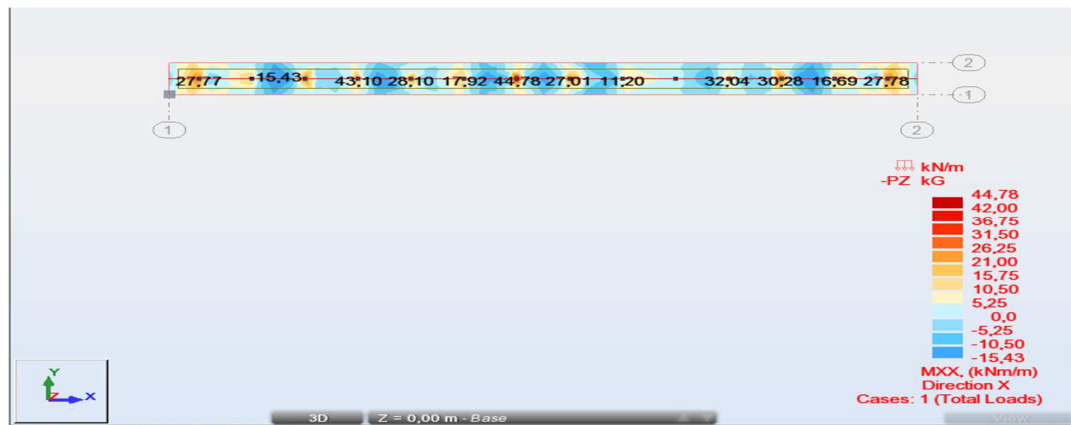 2
27,77 -15,43 43,10 28,10 17,92 44,78 27,01 11,20 32,04 30,28 16,69 27,78
1
1 2
kN/m
-PZ kG
44,78
42,00
36,75
31,50
26,25
21,00
15,75
10,50
5,25
0,0
-5,25
-10,50
-15,43
MXX, (kNm/m)
Direction X
Cases: 1 (Total Loads)
Y
Z X
3D Z = 0,00 m - Base View